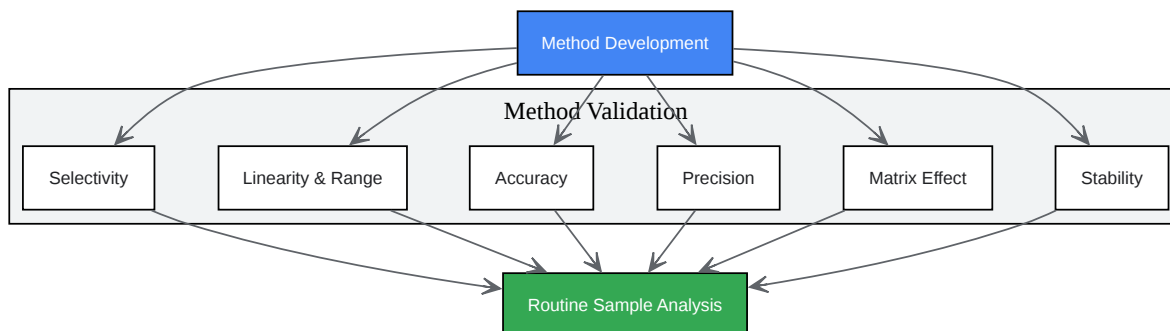 Method Development
Method Validation
Selectivity
Linearity & Range
Accuracy
Precision
Matrix Effect
Stability
Routine Sample Analysis